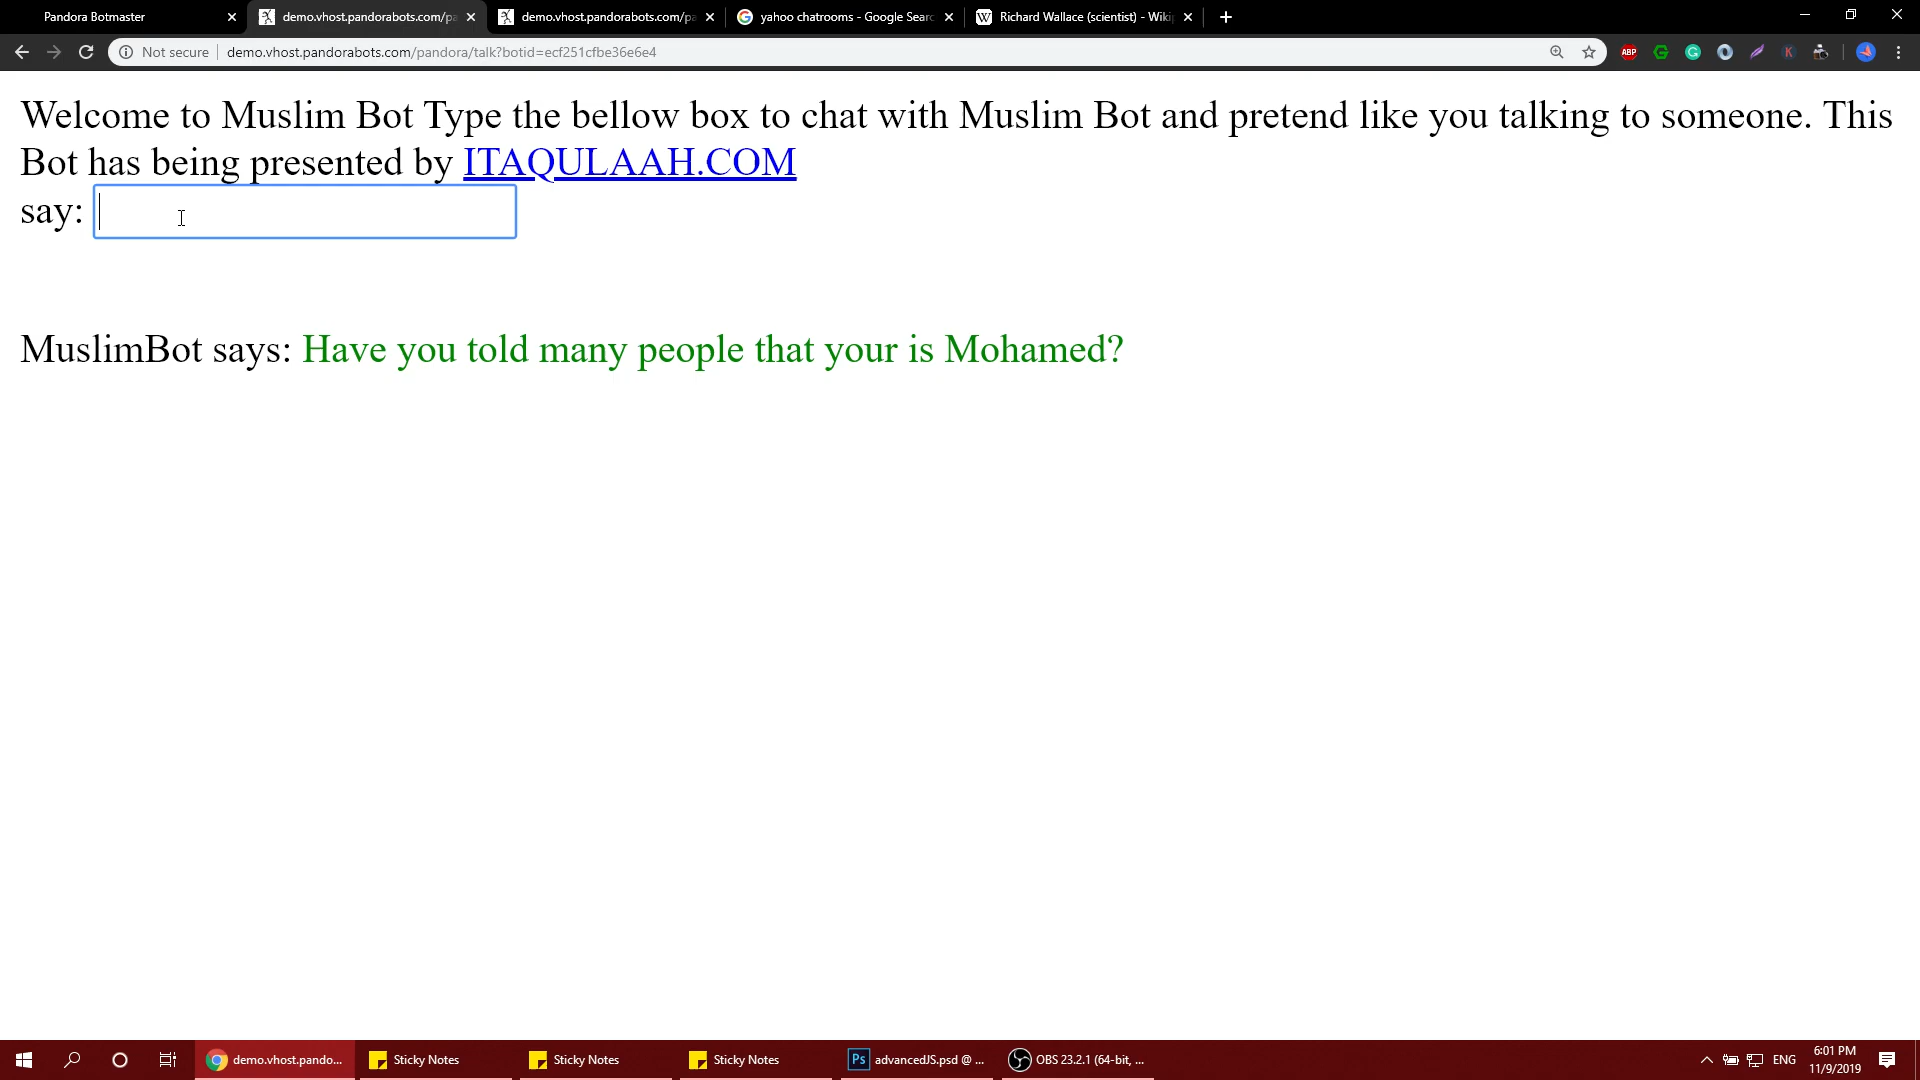 Pandora Botmaster
demo.vhost.pandorabots.com/pa
demo.vhost.pandorabots.com/pa
yahoo chatrooms - Google Searc
Richard Wallace (scientist) - Wiki
Not secure
demo.vhost.pandorabots.com/pandora/talk?botid=ecf251cfbe36e6e4
ABP
Welcome to Muslim Bot Type the bellow box to chat with Muslim Bot and pretend like you talking to someone. This
Bot has being presented by ITAQULAAH.COM
say:
MuslimBot says: Have you told many people that your is Mohamed?
demo.vhost.pando...
Sticky Notes
Sticky Notes
Sticky Notes
Ps
advancedJS.psd @ ...
OBS 23.2.1 (64-bit, ...
ENG
6:01 PM
11/9/2019